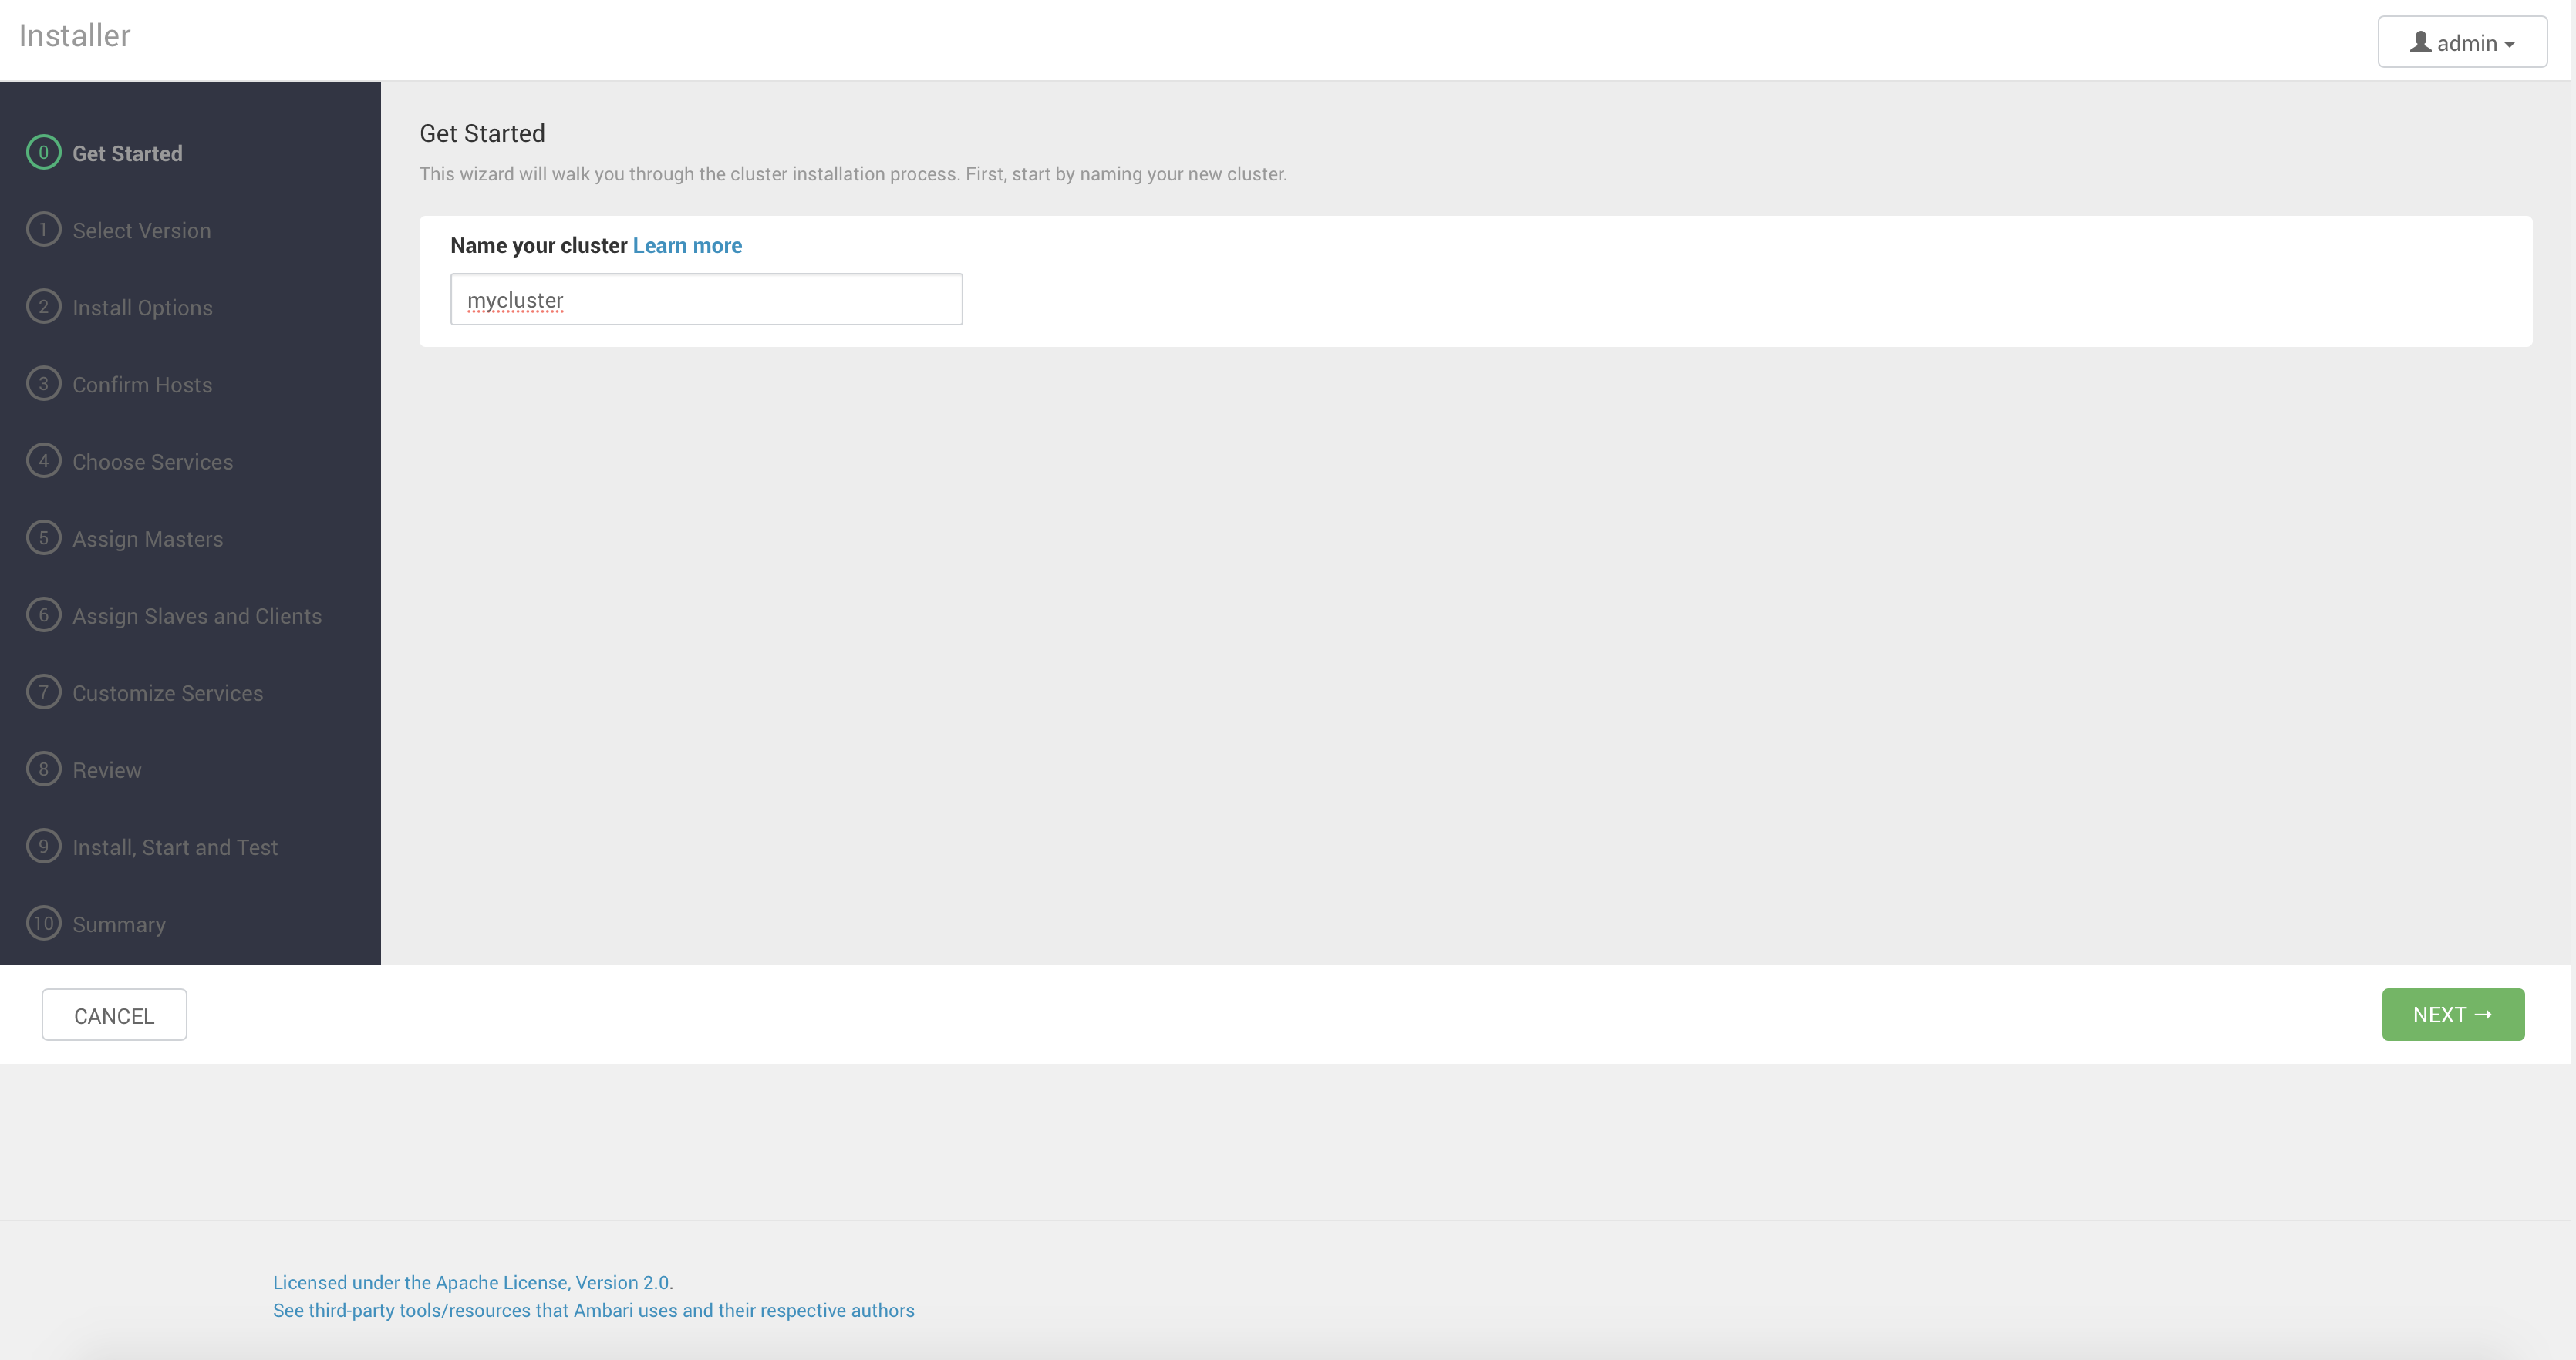 Installer
admin
0 Get Started
1 Select Version
2 Install Options
3 Confirm Hosts
4 Choose Services
5 Assign Masters
6 Assign Slaves and Clients
7 Customize Services
8 Review
9 Install, Start and Test
10 Summary
Get Started
This wizard will walk you through the cluster installation process. First, start by naming your new cluster.
Name your cluster Learn more
mycluster
CANCEL
NEXT →
Licensed under the Apache License, Version 2.0.
See third-party tools/resources that Ambari uses and their respective authors